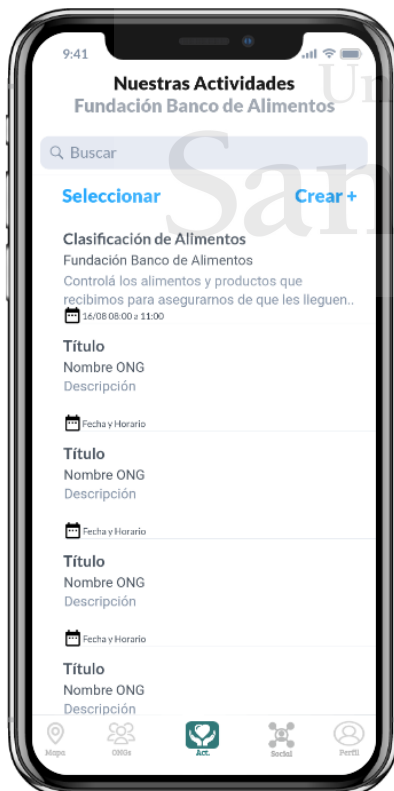 9:41
Un
Nuestras Actividades
Fundación Banco de Alimentos
San
Buscar
Seleccionar
Crear +
Clasificación de Alimentos
Fundación Banco de Alimentos
Controlá los alimentos y productos que
recibimos para asegurarnos de que les lleguen..
16/08 08:00 a 11:00
Título
Nombre ONG
Descripción
Fecha y Horario
Título
Nombre ONG
Descripción
Fecha y Horario
Título
Nombre ONG
Descripción
Fecha y Horario
Título
Nombre ONG
Descripción
Mapa
ONGs
Act.
Social
Perfil